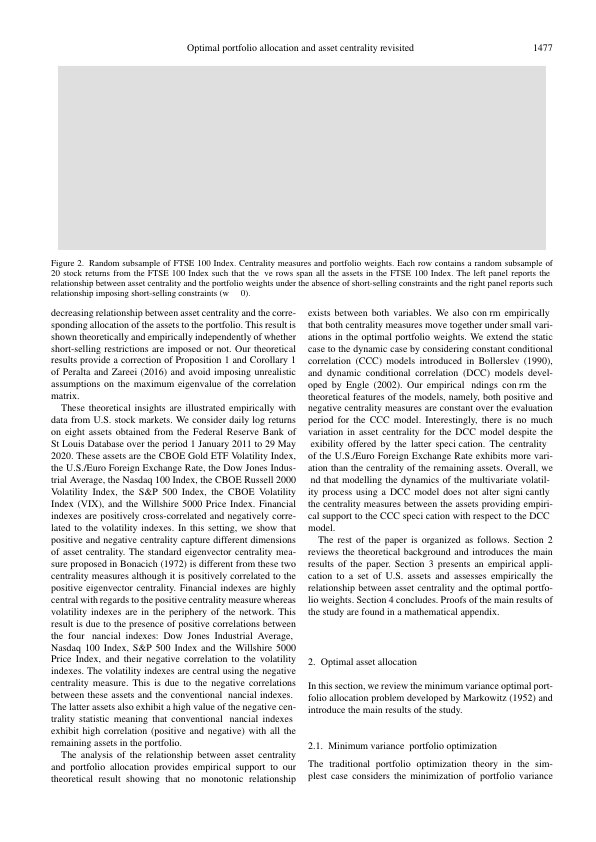 Optimal portfolio allocation and asset centrality revisited 1477
Figure 2. Random subsample of FTSE 100 Index. Centrality measures and portfolio weights. Each row contains a random subsample of
20 stock returns from the FTSE 100 Index such that the ve rows span all the assets in the FTSE 100 Index. The left panel reports the
relationship between asset centrality and the portfolio weights under the absence of short-selling constraints and the right panel reports such
relationship imposing short-selling constraints (w 0).
decreasing relationship between asset centrality and the corre-
sponding allocation of the assets to the portfolio. This result is
shown theoretically and empirically independently of whether
short-selling restrictions are imposed or not. Our theoretical
results provide a correction of Proposition 1 and Corollary 1
of Peralta and Zareei (2016) and avoid imposing unrealistic
assumptions on the maximum eigenvalue of the correlation
matrix.
These theoretical insights are illustrated empirically with
data from U.S. stock markets. We consider daily log returns
on eight assets obtained from the Federal Reserve Bank of
St Louis Database over the period 1 January 2011 to 29 May
2020. These assets are the CBOE Gold ETF Volatility Index,
the U.S./Euro Foreign Exchange Rate, the Dow Jones Indus-
trial Average, the Nasdaq 100 Index, the CBOE Russell 2000
Volatility Index, the S&P 500 Index, the CBOE Volatility
Index (VIX), and the Willshire 5000 Price Index. Financial
indexes are positively cross-correlated and negatively corre-
lated to the volatility indexes. In this setting, we show that
positive and negative centrality capture different dimensions
of asset centrality. The standard eigenvector centrality mea-
sure proposed in Bonacich (1972) is different from these two
centrality measures although it is positively correlated to the
positive eigenvector centrality. Financial indexes are highly
central with regards to the positive centrality measure whereas
volatility indexes are in the periphery of the network. This
result is due to the presence of positive correlations between
the four nancial indexes: Dow Jones Industrial Average,
Nasdaq 100 Index, S&P 500 Index and the Willshire 5000
Price Index, and their negative correlation to the volatility
indexes. The volatility indexes are central using the negative
centrality measure. This is due to the negative correlations
between these assets and the conventional nancial indexes.
The latter assets also exhibit a high value of the negative cen-
trality statistic meaning that conventional nancial indexes
exhibit high correlation (positive and negative) with all the
remaining assets in the portfolio.
The analysis of the relationship between asset centrality
and portfolio allocation provides empirical support to our
theoretical result showing that no monotonic relationship
exists between both variables. We also con rm empirically
that both centrality measures move together under small vari-
ations in the optimal portfolio weights. We extend the static
case to the dynamic case by considering constant conditional
correlation (CCC) models introduced in Bollerslev (1990),
and dynamic conditional correlation (DCC) models devel-
oped by Engle (2002). Our empirical ndings con rm the
theoretical features of the models, namely, both positive and
negative centrality measures are constant over the evaluation
period for the CCC model. Interestingly, there is no much
variation in asset centrality for the DCC model despite the
exibility offered by the latter speci cation. The centrality
of the U.S./Euro Foreign Exchange Rate exhibits more vari-
ation than the centrality of the remaining assets. Overall, we
nd that modelling the dynamics of the multivariate volatil-
ity process using a DCC model does not alter signi cantly
the centrality measures between the assets providing empiri-
cal support to the CCC speci cation with respect to the DCC
model.
The rest of the paper is organized as follows. Section 2
reviews the theoretical background and introduces the main
results of the paper. Section 3 presents an empirical appli-
cation to a set of U.S. assets and assesses empirically the
relationship between asset centrality and the optimal portfo-
lio weights. Section 4 concludes. Proofs of the main results of
the study are found in a mathematical appendix.
2. Optimal asset allocation
In this section, we review the minimum variance optimal port-
folio allocation problem developed by Markowitz (1952) and
introduce the main results of the study.
2.1. Minimum variance portfolio optimization
The traditional portfolio optimization theory in the sim-
plest case considers the minimization of portfolio variance